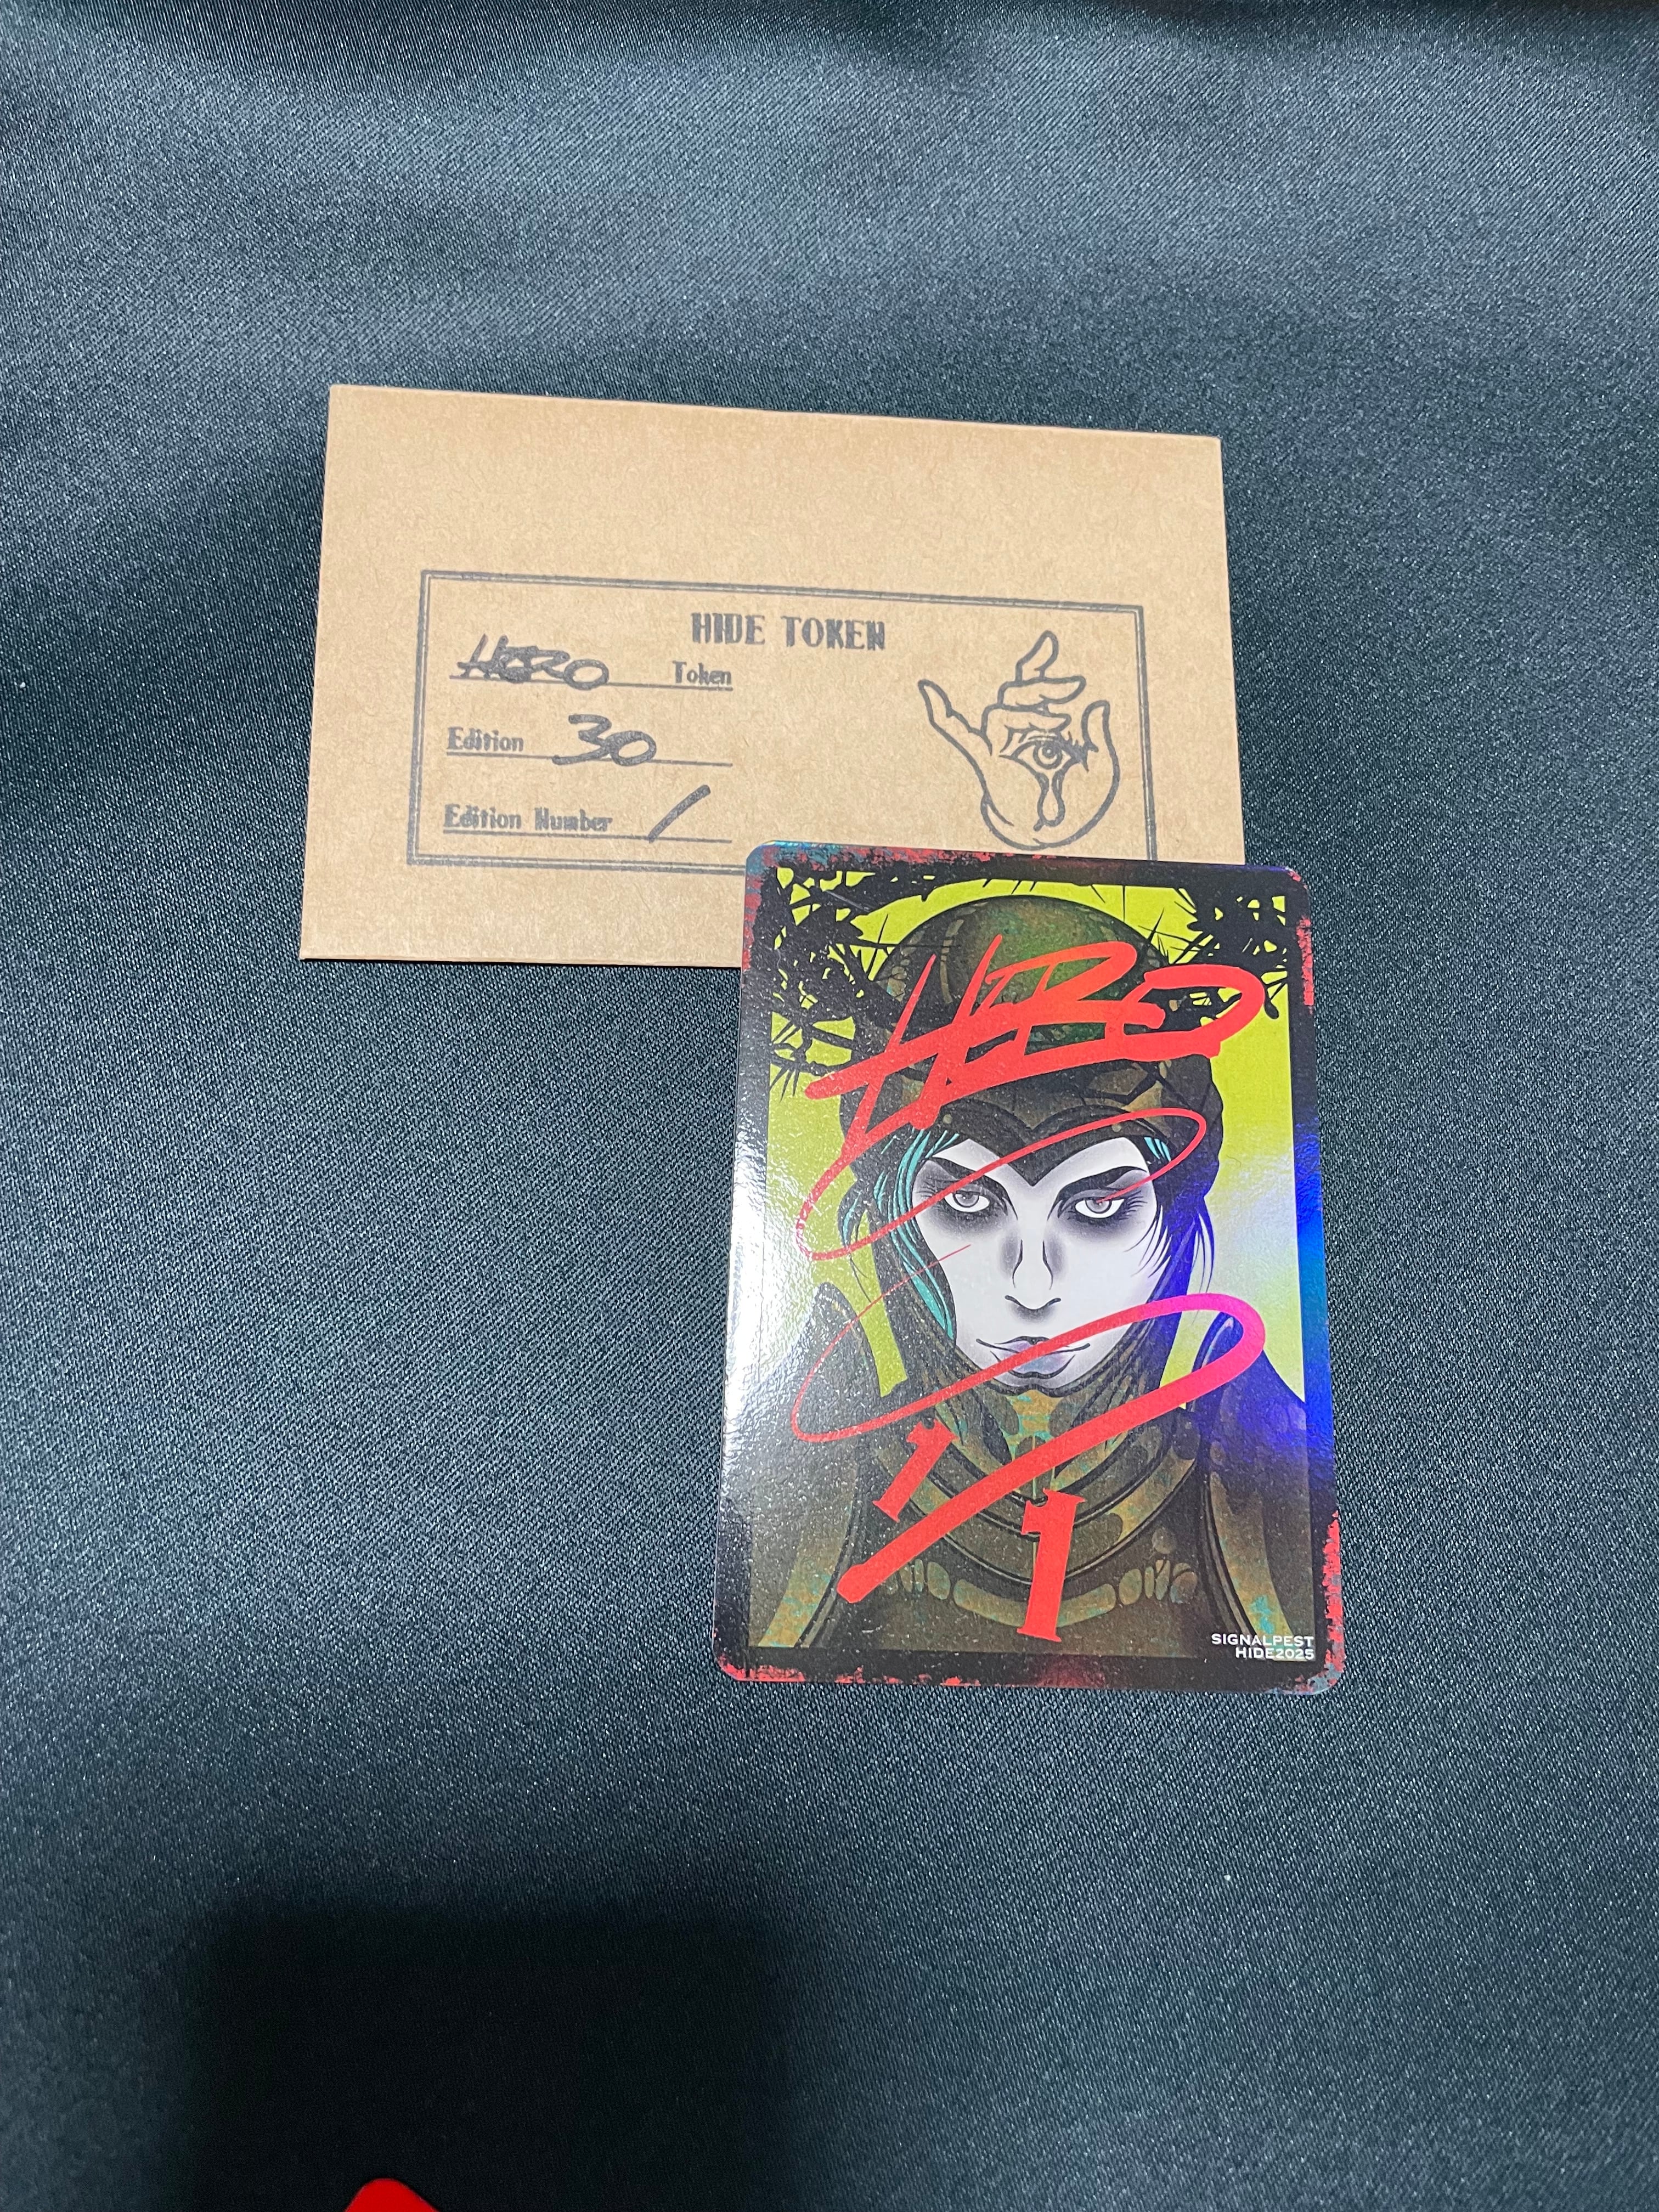 HIDE TOKEN
HERO Token
Edition 30
Edition Number 1
HERO
1/1
SIGNALPEST
HIDE2025